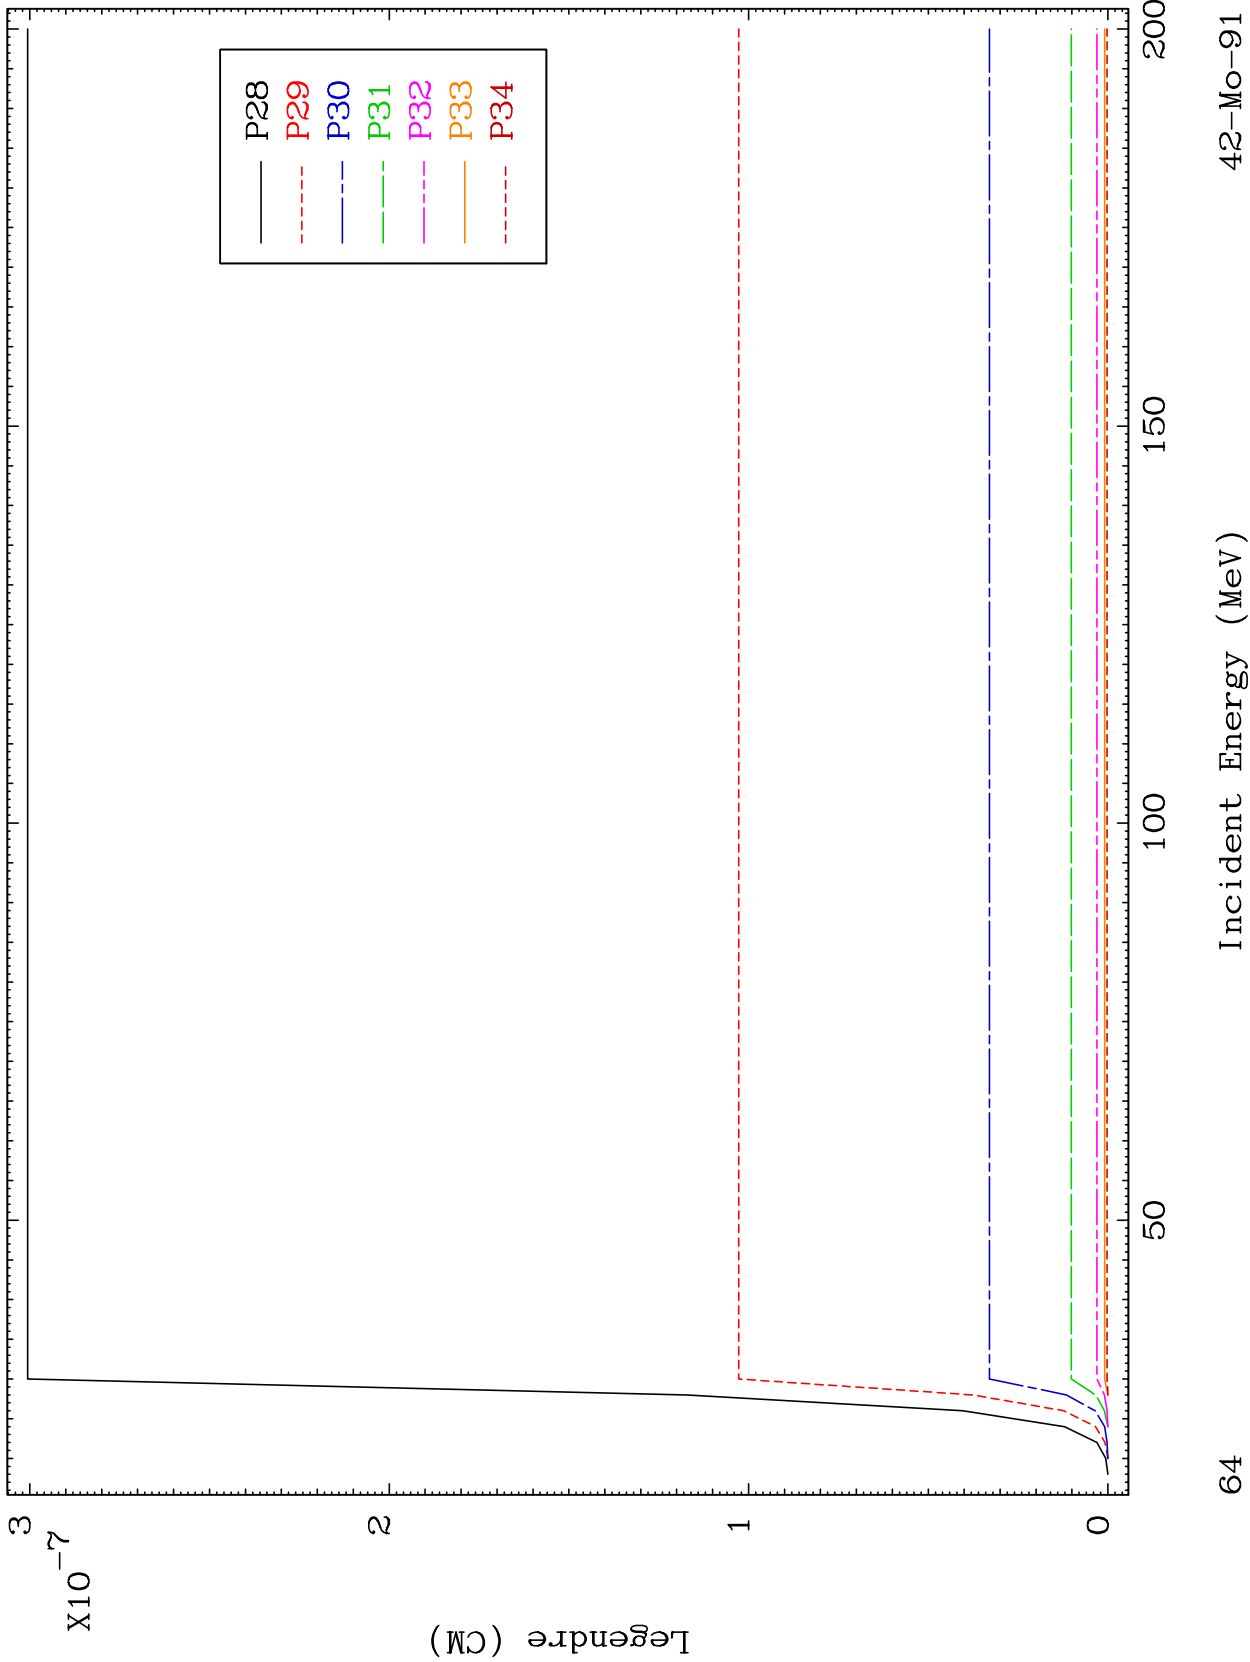 Legendre (CM)
X10⁻⁷
3
2
1
0
P28
P29
P30
P31
P32
P33
P34
50
100
150
200
Incident Energy (MeV)
64
42-Mo-91